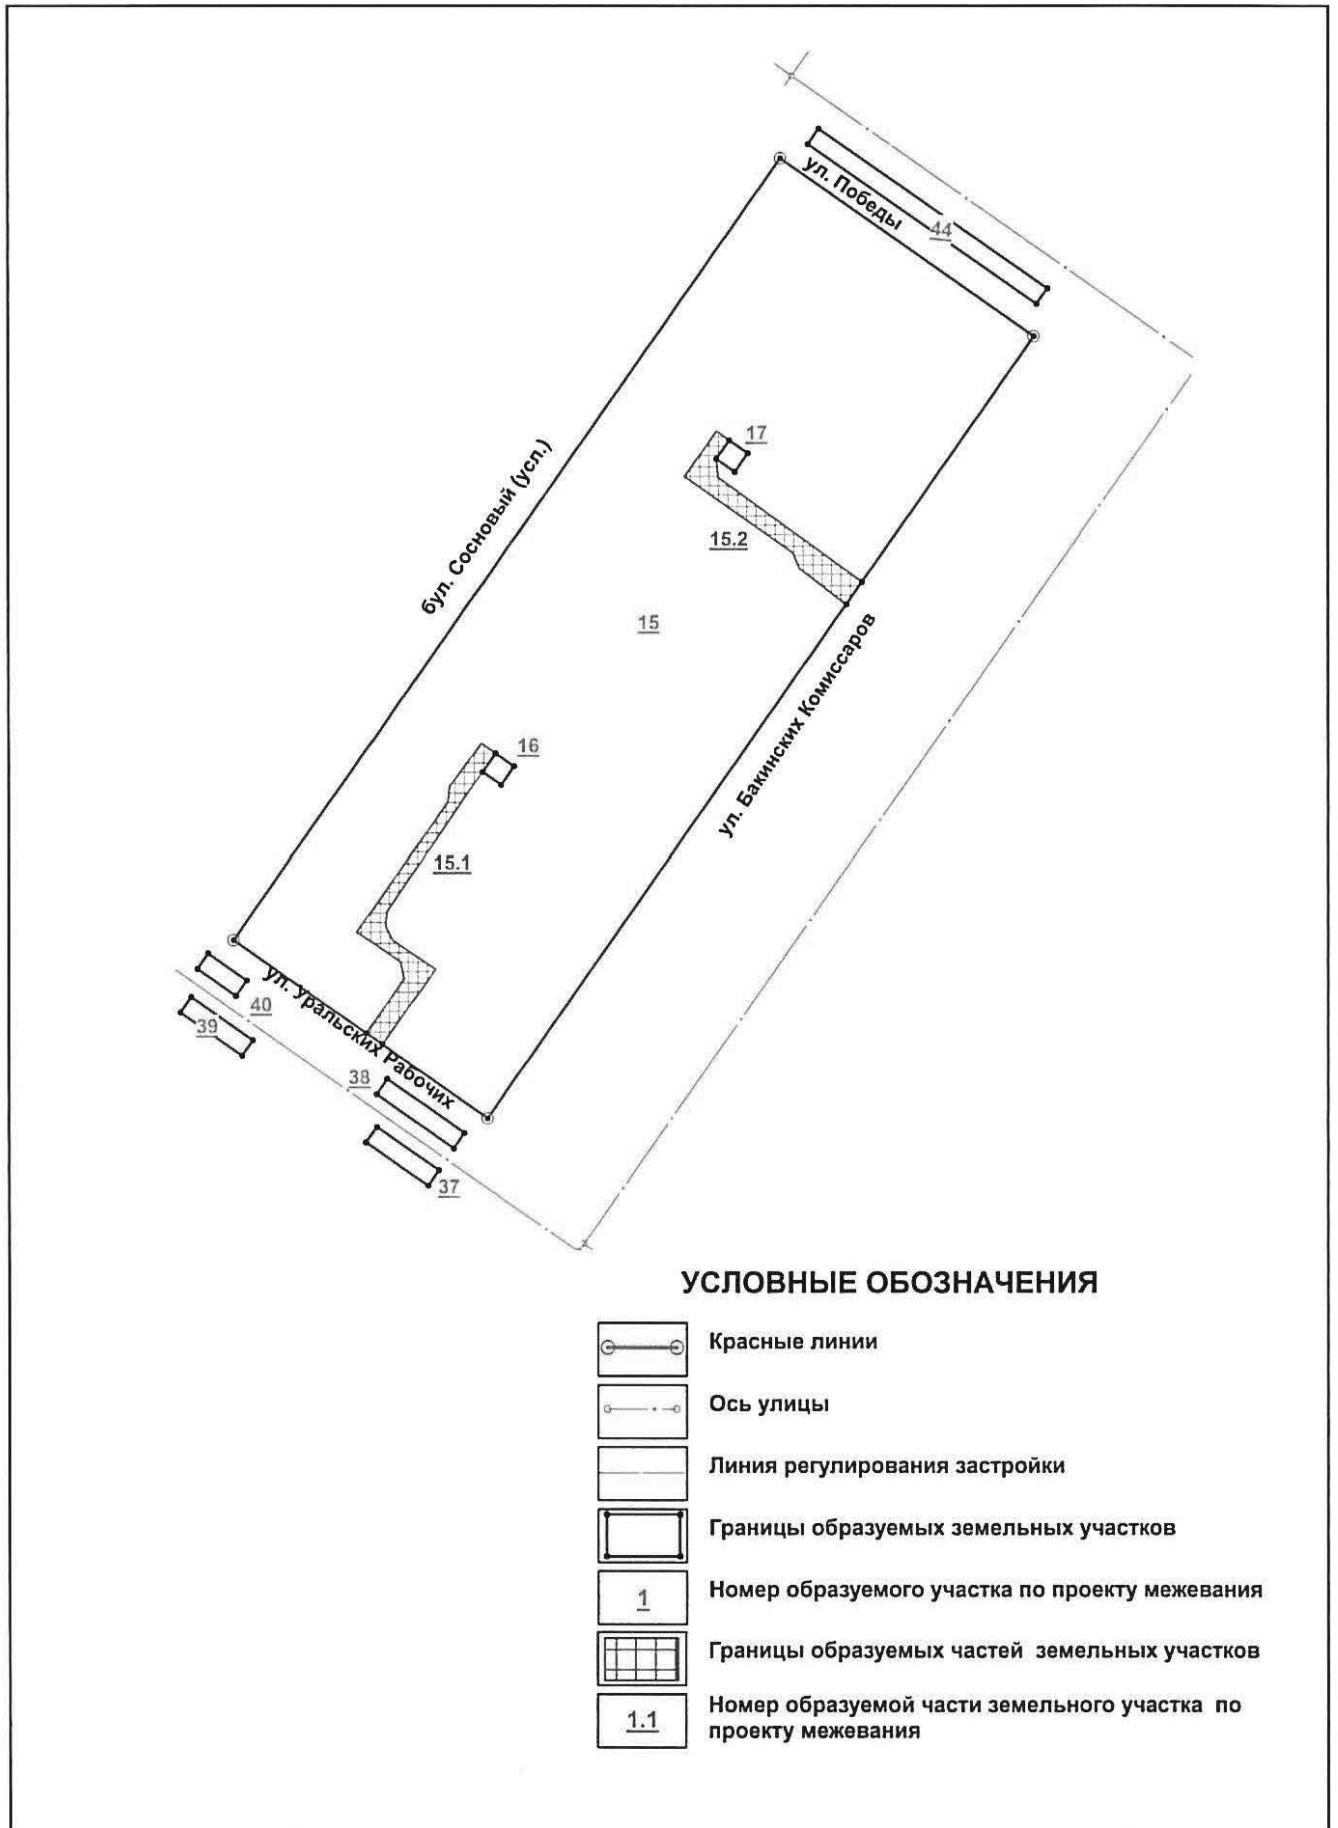 ул. Победы
44
17
бул. Сосновый (усл.)
15.2
15
ул. Бакинских Комиссаров
16
15.1
ул. Уральских Рабочих
40
39
38
37
УСЛОВНЫЕ ОБОЗНАЧЕНИЯ
Красные линии
Ось улицы
Линия регулирования застройки
Границы образуемых земельных участков
1
Номер образуемого участка по проекту межевания
Границы образуемых частей земельных участков
1.1
Номер образуемой части земельного участка по
проекту межевания